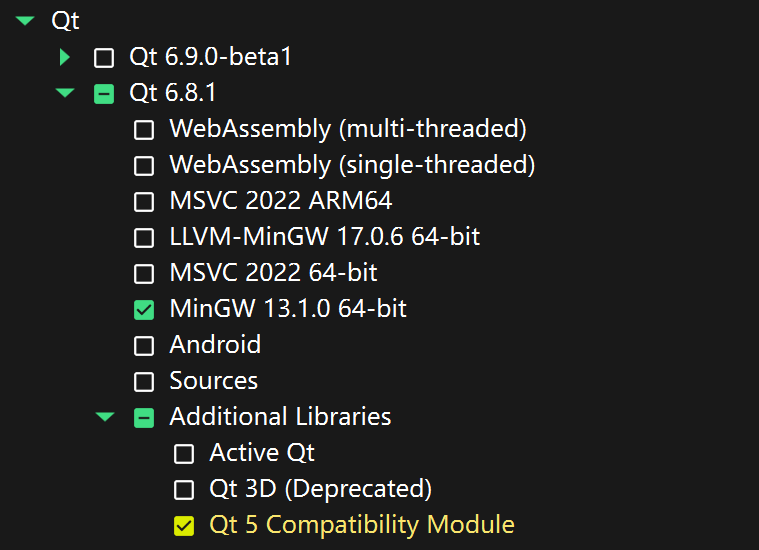 Qt
Qt 6.9.0-beta1
Qt 6.8.1
WebAssembly (multi-threaded)
WebAssembly (single-threaded)
MSVC 2022 ARM64
LLVM-MinGW 17.0.6 64-bit
MSVC 2022 64-bit
MinGW 13.1.0 64-bit
Android
Sources
Additional Libraries
Active Qt
Qt 3D (Deprecated)
Qt 5 Compatibility Module